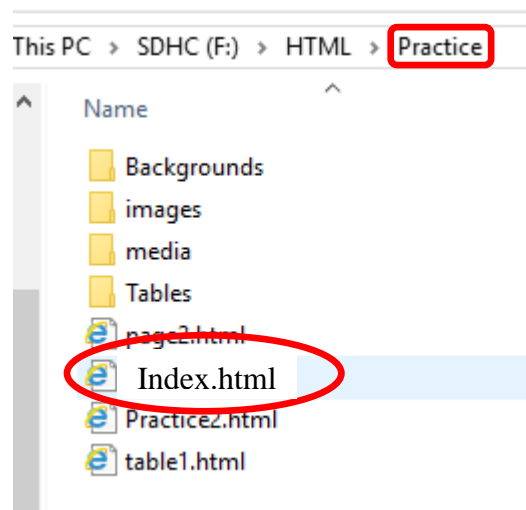 This PC > SDHC (F:) > HTML > Practice
Name
Backgrounds
images
media
Tables
page2.html
Index.html
Practice2.html
table1.html